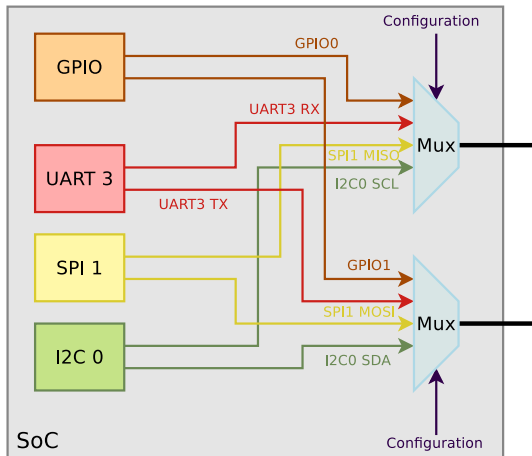 Configuration
GPIO0
GPIO
UART3 RX
Mux
SPI1 MISO
UART 3
I2C0 SCL
UART3 TX
SPI 1
GPIO1
SPI1 MOSI
Mux
I2C 0
I2C0 SDA
SoC
Configuration